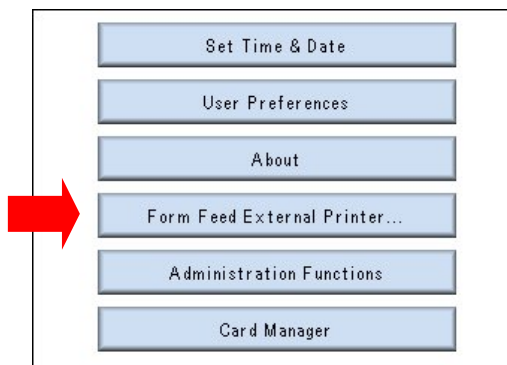 Set Time & Date
User Preferences
About
Form Feed External Printer...
Administration Functions
Card Manager